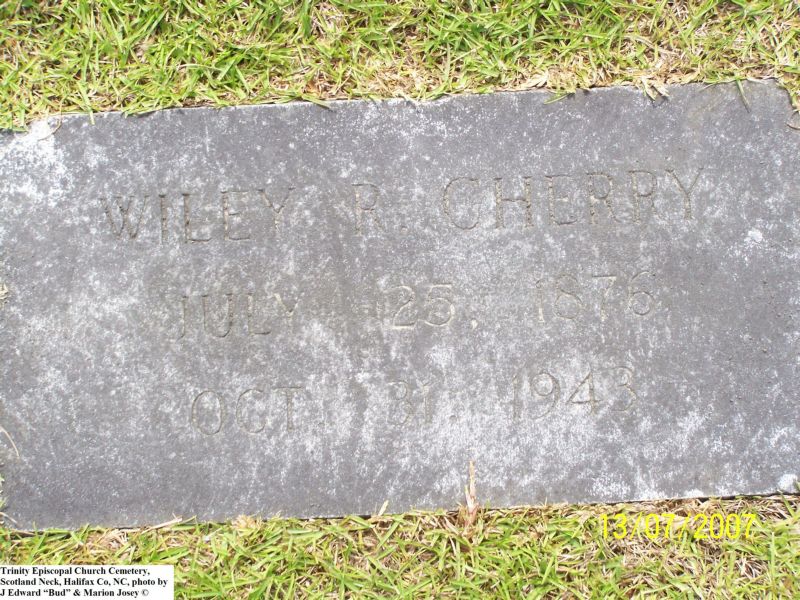 WILEY R. CHERRY
JULY 25, 1876
OCT. 31, 1943
13/07/2007
Trinity Episcopal Church Cemetery,
Scotland Neck, Halifax Co, NC, photo by
J Edward “Bud” & Marion Josey ©